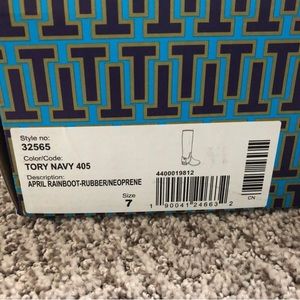 Style no:
32565
Color/Code:
TORY NAVY 405
Description:
APRIL RAINBOOT-RUBBER/NEOPRENE
Size
7
4400019812
1 90041 24663 2
CN